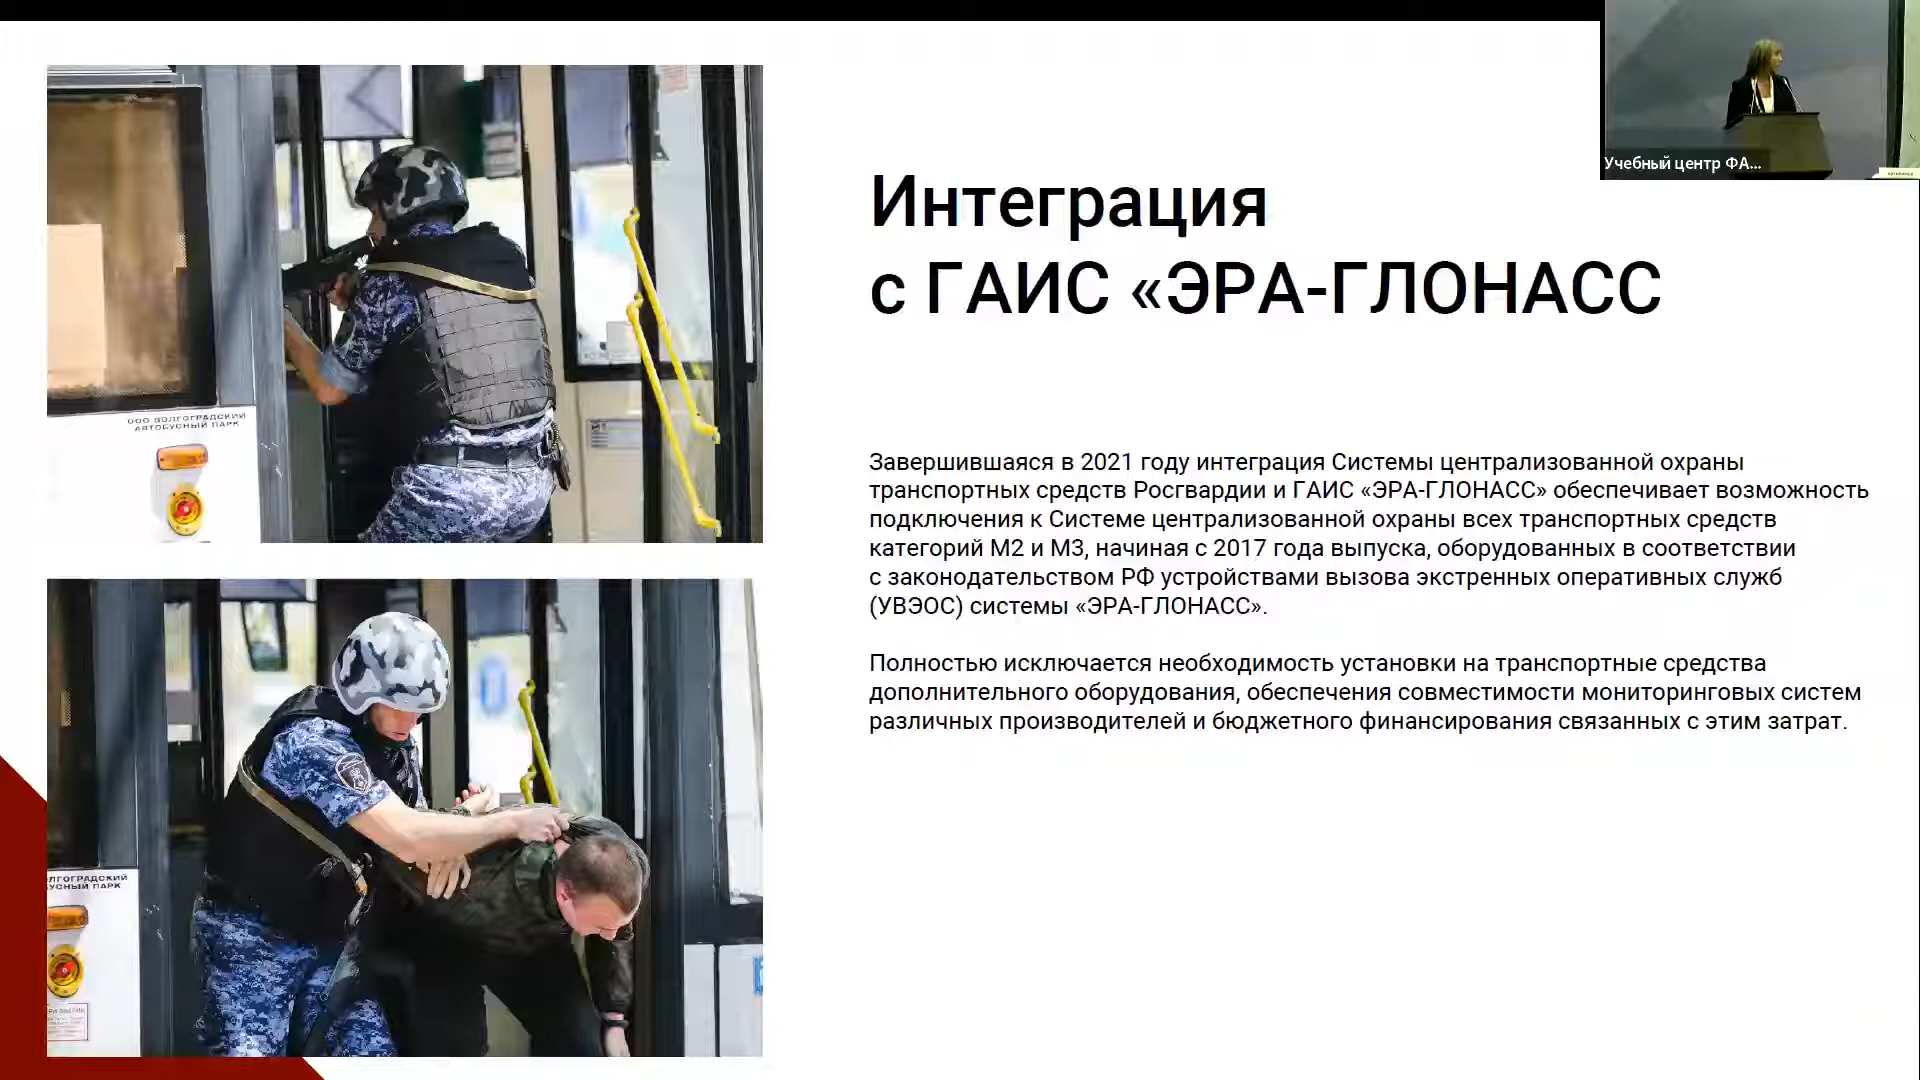 Учебный центр ФА...
Интеграция
с ГАИС «ЭРА-ГЛОНАСС
Завершившаяся в 2021 году интеграция Системы централизованной охраны
транспортных средств Росгвардии и ГАИС «ЭРА-ГЛОНАСС» обеспечивает возможность
подключения к Системе централизованной охраны всех транспортных средств
категорий М2 и М3, начиная с 2017 года выпуска, оборудованных в соответствии
с законодательством РФ устройствами вызова экстренных оперативных служб
(УВЭОС) системы «ЭРА-ГЛОНАСС».
Полностью исключается необходимость установки на транспортные средства
дополнительного оборудования, обеспечения совместимости мониторинговых систем
различных производителей и бюджетного финансирования связанных с этим затрат.
ООО ВОЛГОГРАДСКИЙ
АВТОБУСНЫЙ ПАРК
ЛГОГРАДСКИЙ
УСНЫЙ ПАРК